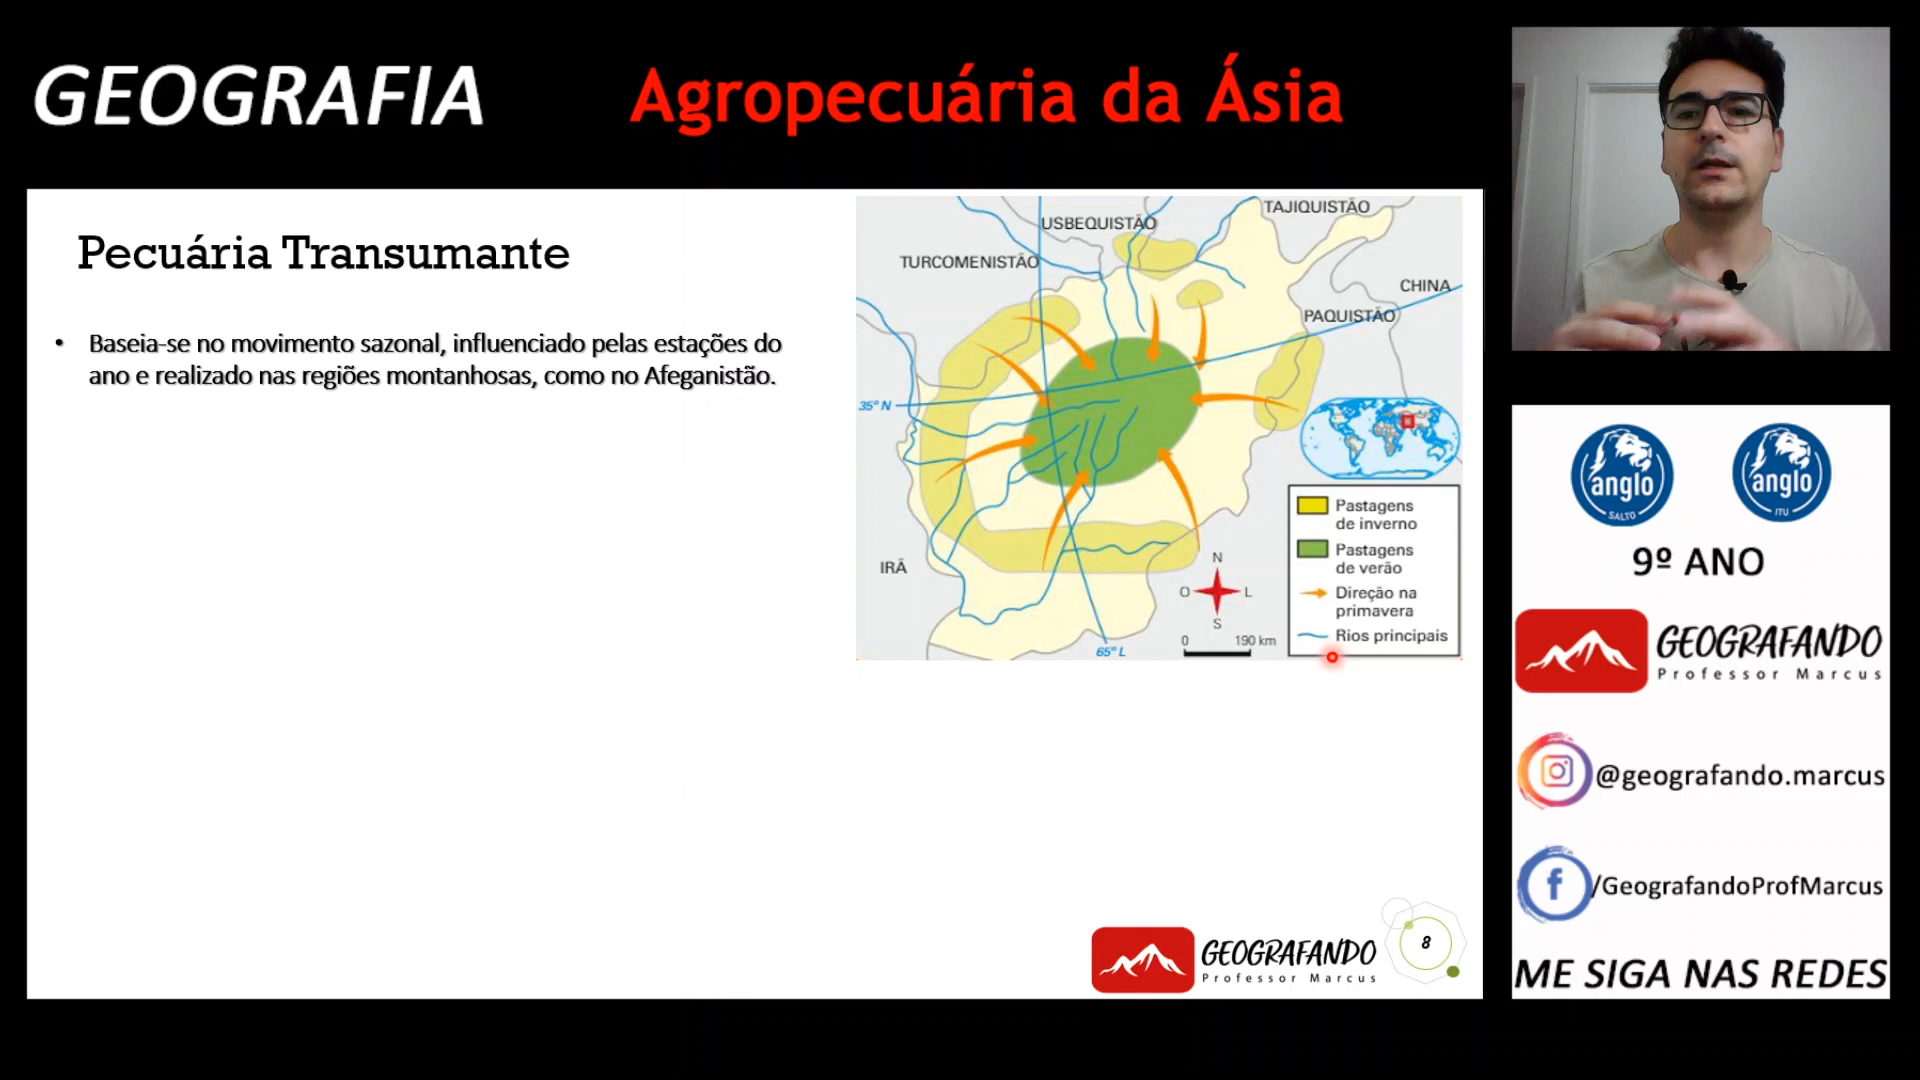 GEOGRAFIA
Agropecuária da Ásia
Pecuária Transumante
• Baseia-se no movimento sazonal, influenciado pelas estações do
ano e realizado nas regiões montanhosas, como no Afeganistão.
TAJIQUISTÃO
USBEQUISTÃO
TURCOMENISTÃO
CHINA
PAQUISTÃO
35° N
IRÃ
65° L
N
O
L
S
0 190 km
Pastagens
de inverno
Pastagens
de verão
Direção na
primavera
Rios principais
GEOGRAFANDO
Professor Marcus
8
anglo
SALTO
anglo
ITU
9º ANO
GEOGRAFANDO
Professor Marcus
@geografando.marcus
/GeografandoProfMarcus
ME SIGA NAS REDES